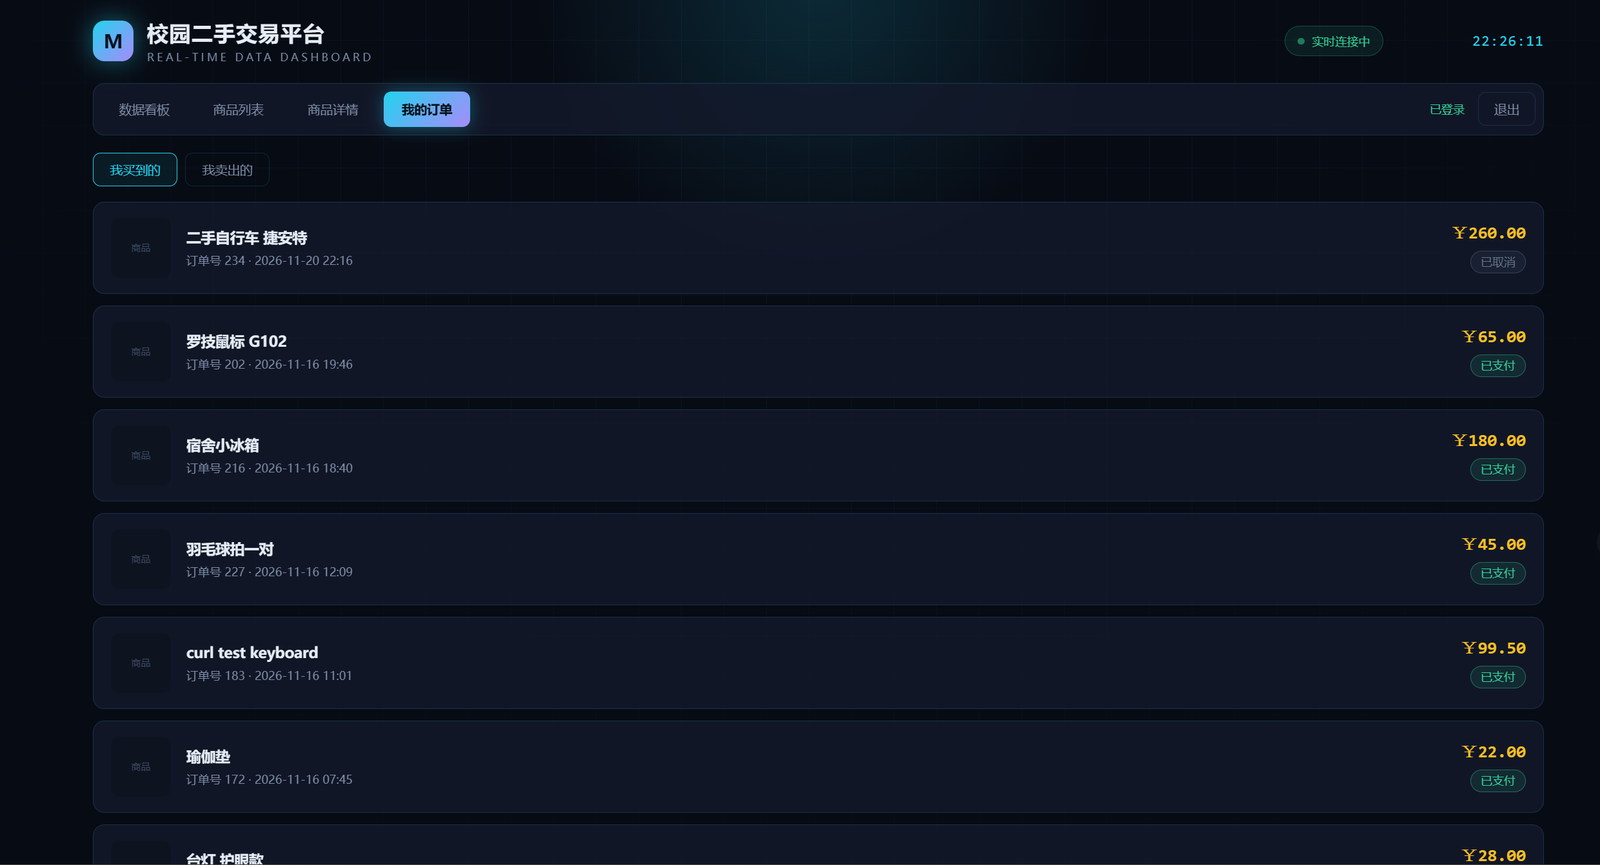 M
校园二手交易平台
REAL-TIME DATA DASHBOARD
实时连接中
22:26:11
数据看板
商品列表
商品详情
我的订单
已登录
退出
我买到的
我卖出的
商品
二手自行车 捷安特
订单号 234 · 2026-11-20 22:16
¥260.00
已取消
商品
罗技鼠标 G102
订单号 202 · 2026-11-16 19:46
¥65.00
已支付
商品
宿舍小冰箱
订单号 216 · 2026-11-16 18:40
¥180.00
已支付
商品
羽毛球拍一对
订单号 227 · 2026-11-16 12:09
¥45.00
已支付
商品
curl test keyboard
订单号 183 · 2026-11-16 11:01
¥99.50
已支付
商品
瑜伽垫
订单号 172 · 2026-11-16 07:45
¥22.00
已支付
台灯 护眼款
¥28.00